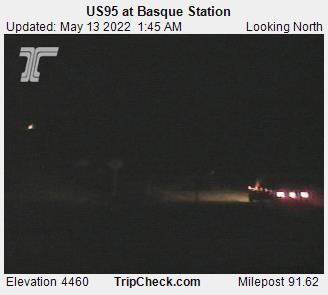 US95 at Basque Station
Updated: May 13 2022 1:45 AM Looking North
Elevation 4460 TripCheck.com Milepost 91.62